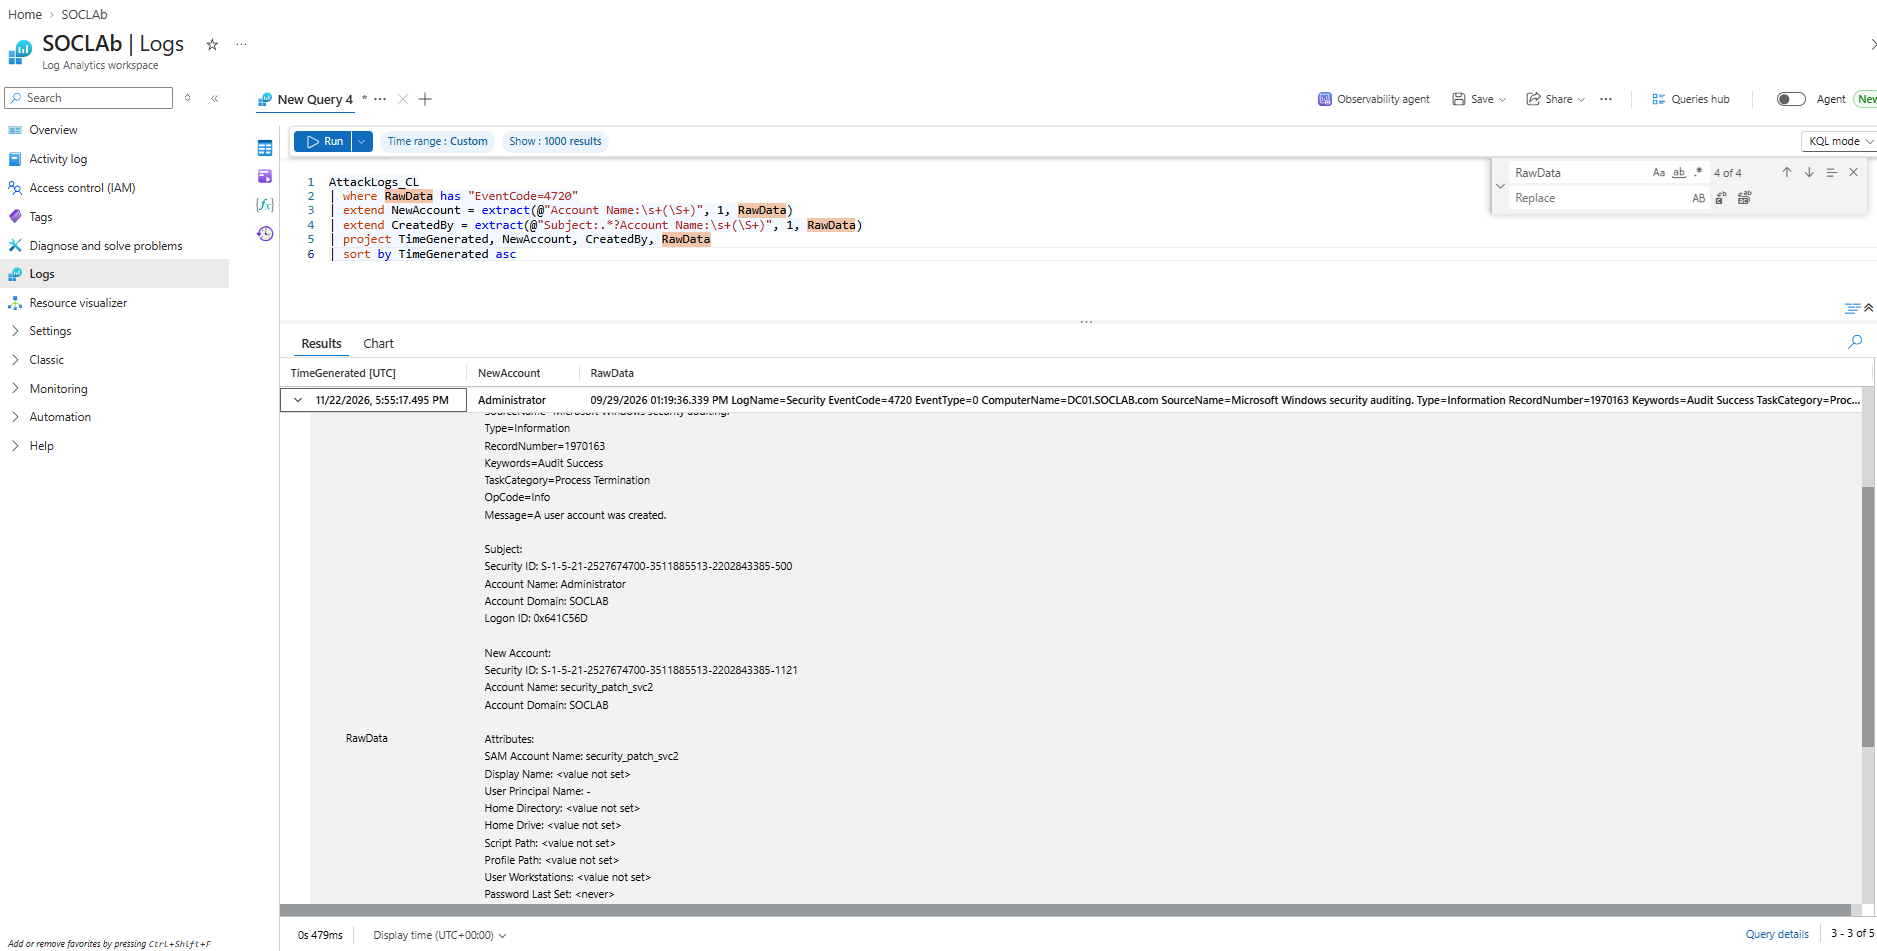 Home › SOCLAb
SOCLAb | Logs
Log Analytics workspace
Search
Overview
Activity log
Access control (IAM)
Tags
Diagnose and solve problems
Logs
Resource visualizer
Settings
Classic
Monitoring
Automation
Help
Add or remove favorites by pressing Ctrl+Shift+F
New Query 4 *
Observability agent Save Share Queries hub Agent New
Run Time range : Custom Show : 1000 results KQL mode
1 AttackLogs_CL
2 | where RawData has "EventCode=4720"
3 | extend NewAccount = extract(@"Account Name:\s+(\S+)", 1, RawData)
4 | extend CreatedBy = extract(@"Subject:.*?Account Name:\s+(\S+)", 1, RawData)
5 | project TimeGenerated, NewAccount, CreatedBy, RawData
6 | sort by TimeGenerated asc
RawData Aa ab .* 4 of 4
Replace AB
Results Chart
TimeGenerated [UTC] NewAccount RawData
11/22/2026, 5:55:17.495 PM Administrator 09/29/2026 01:19:36.339 PM LogName=Security EventCode=4720 EventType=0 ComputerName=DC01.SOCLAB.com SourceName=Microsoft Windows security auditing. Type=Information RecordNumber=1970163 Keywords=Audit Success TaskCategory=Proc...
SourceName=Microsoft Windows security auditing.
Type=Information
RecordNumber=1970163
Keywords=Audit Success
TaskCategory=Process Termination
OpCode=Info
Message=A user account was created.
Subject:
Security ID: S-1-5-21-2527674700-3511885513-2202843385-500
Account Name: Administrator
Account Domain: SOCLAB
Logon ID: 0x641C56D
New Account:
Security ID: S-1-5-21-2527674700-3511885513-2202843385-1121
Account Name: security_patch_svc2
Account Domain: SOCLAB
RawData
Attributes:
SAM Account Name: security_patch_svc2
Display Name: <value not set>
User Principal Name: -
Home Directory: <value not set>
Home Drive: <value not set>
Script Path: <value not set>
Profile Path: <value not set>
User Workstations: <value not set>
Password Last Set: <never>
0s 479ms Display time (UTC+00:00) Query details 3 - 3 of 5